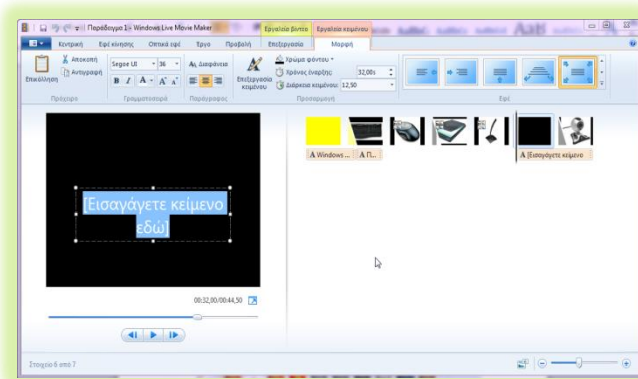 Παράδειγμα 1 - Windows Live Movie Maker
Εργαλεία βίντεο Εργαλεία κειμένου
Κεντρική Εφέ κίνησης Οπτικά εφέ Έργο Προβολή Επεξεργασία Μορφή
Επικόλληση
Αποκοπή
Αντιγραφή
Πρόχειρο
Segoe UI 36
B I A A A
Γραμματοσειρά
Διαφάνεια
Παράγραφος
Επεξεργασία κειμένου
Χρώμα φόντου
Χρόνος έναρξης: 32,00s
Διάρκεια κειμένου: 12,50
Προσαρμογή
Εφέ
[Εισαγάγετε κείμενο
εδώ]
A Windows ... A Π...
A [Εισαγάγετε κείμενο
00:32,00/00:44,50
Στοιχείο 6 από 7